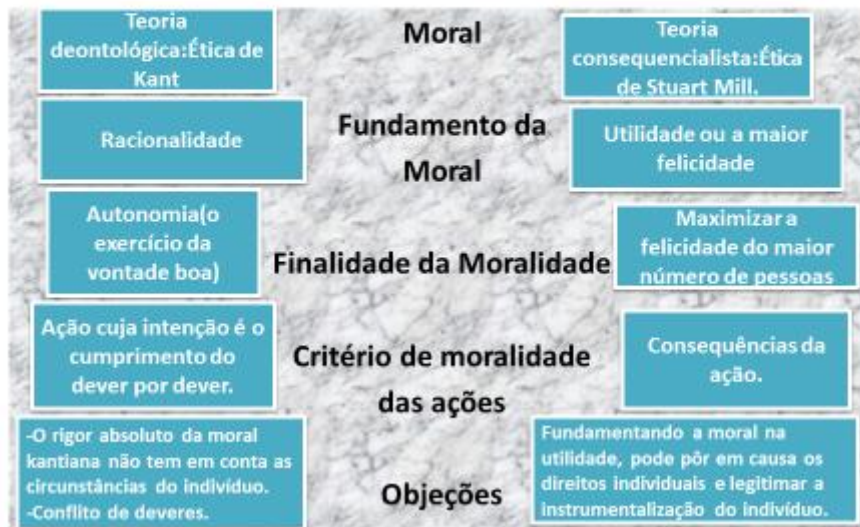 Teoria
deontológica:Ética de
Kant
Moral
Teoria
consequencialista:Ética
de Stuart Mill.
Racionalidade
Fundamento da
Moral
Utilidade ou a maior
felicidade
Autonomia(o
exercício da
vontade boa)
Finalidade da Moralidade
Maximizar a
felicidade do maior
número de pessoas
Ação cuja intenção é o
cumprimento do
dever por dever.
Critério de moralidade
das ações
Consequências da
ação.
-O rigor absoluto da moral
kantiana não tem em conta as
circunstâncias do indivíduo.
-Conflito de deveres.
Objeções
Fundamentando a moral na
utilidade, pode pôr em causa os
direitos individuais e legitimar a
instrumentalização do indivíduo.